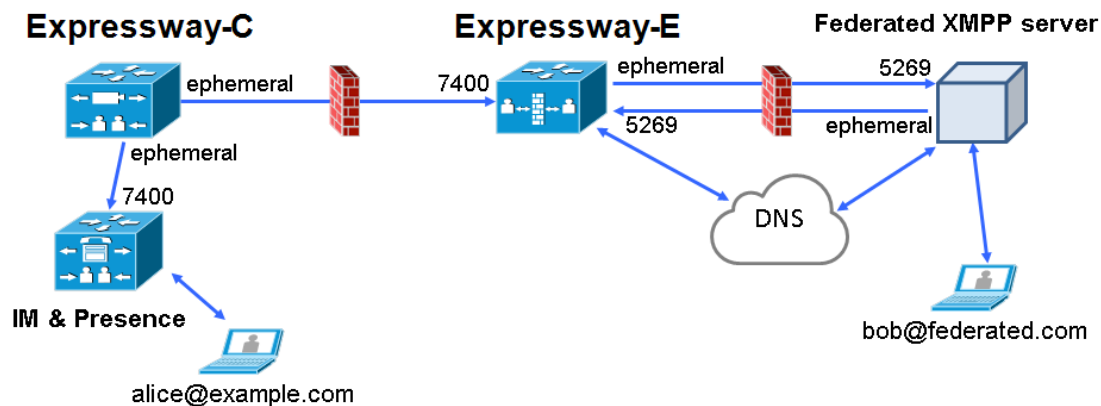 Expressway-C
Expressway-E
Federated XMPP server
ephemeral
7400
ephemeral
5269
5269
ephemeral
ephemeral
7400
DNS
IM & Presence
alice@example.com
bob@federated.com